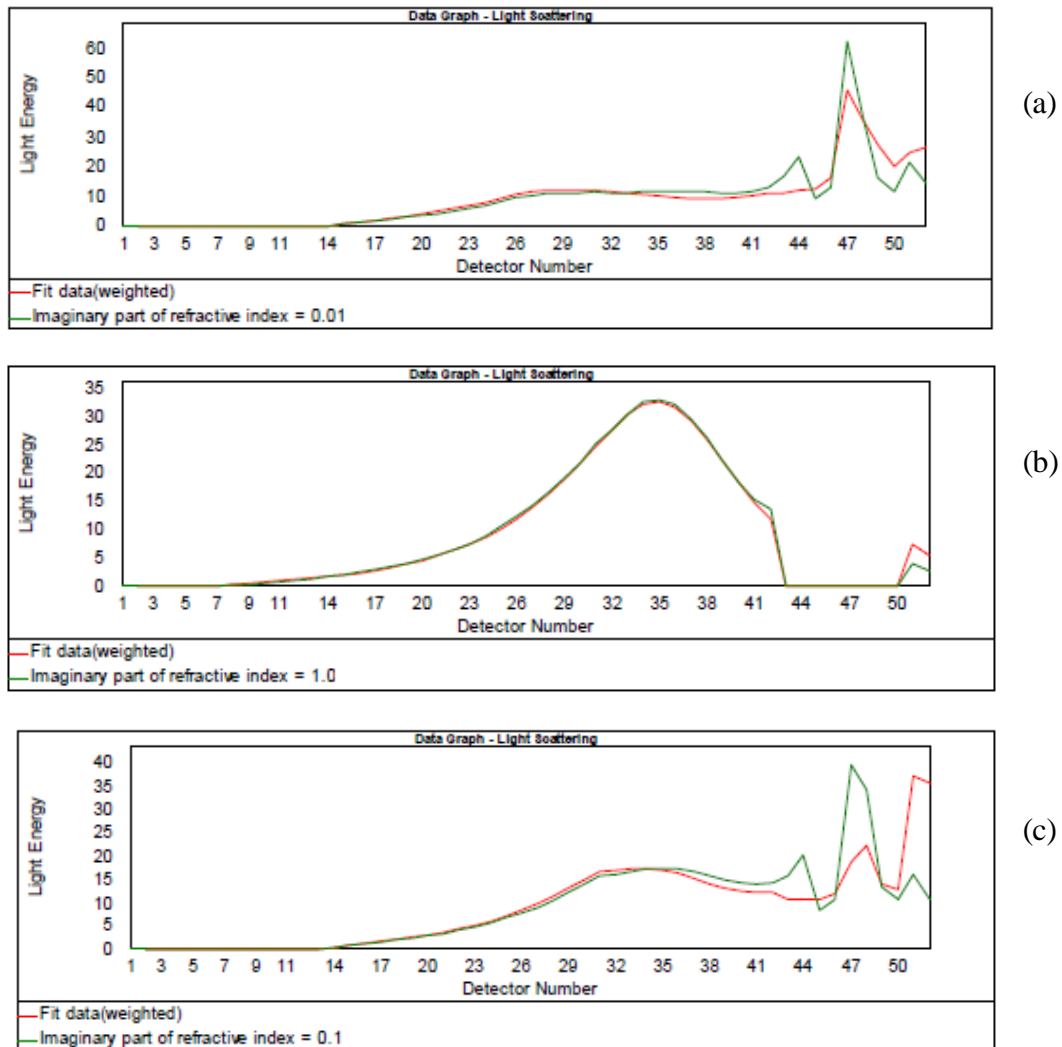 Data Graph - Light Scattering
60
50
40
30
20
10
0
Light Energy
(a)
1 3 5 7 9 11 14 17 20 23 26 29 32 35 38 41 44 47 50
Detector Number
Fit data(weighted)
Imaginary part of refractive index = 0.01
Data Graph - Light Scattering
35
30
25
20
15
10
5
0
Light Energy
(b)
1 3 5 7 9 11 14 17 20 23 26 29 32 35 38 41 44 47 50
Detector Number
Fit data(weighted)
Imaginary part of refractive index = 1.0
Data Graph - Light Scattering
40
35
30
25
20
15
10
5
0
Light Energy
(c)
1 3 5 7 9 11 14 17 20 23 26 29 32 35 38 41 44 47 50
Detector Number
Fit data(weighted)
Imaginary part of refractive index = 0.1